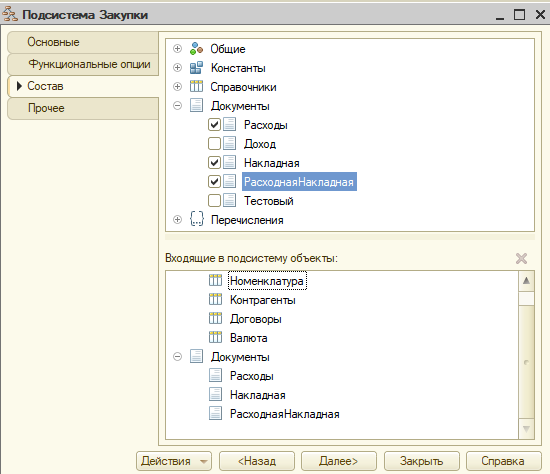 Подсистема Закупки
Основные
Функциональные опции
Состав
Прочее
Общие
Константы
Справочники
Документы
Расходы
Доход
Накладная
РасходнаяНакладная
Тестовый
Перечисления
Входящие в подсистему объекты:
Номенклатура
Контрагенты
Договоры
Валюта
Документы
Расходы
Накладная
РасходнаяНакладная
Действия <Назад Далее> Закрыть Справка